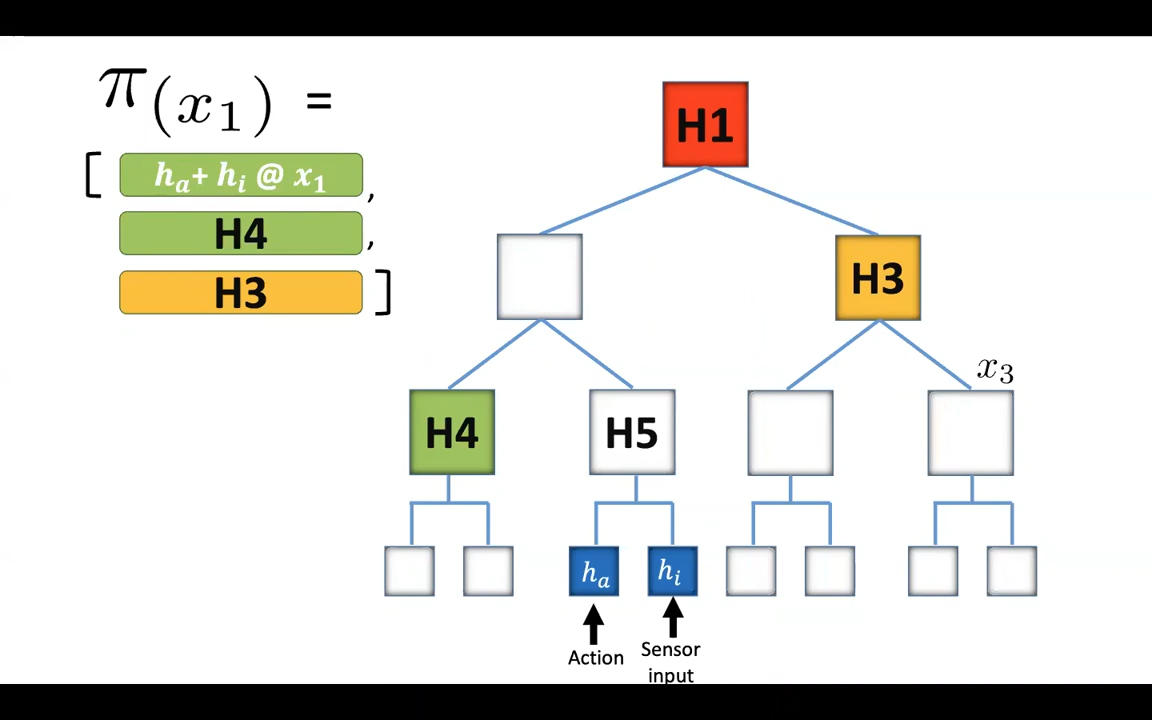 π(x₁) =
[ hₐ+ hᵢ @ x₁ ,
H4 ,
H3 ]
H1
H3
x₃
H4
H5
hₐ
hᵢ
Action
Sensor
input